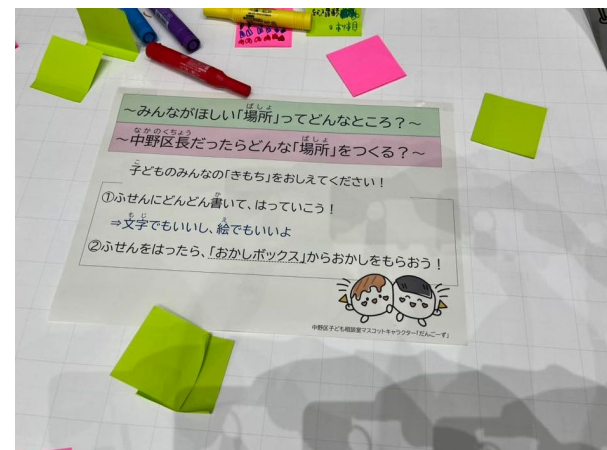 ~みんながほしい「場所」ってどんなところ？~
~中野区長だったらどんな「場所」をつくる？~
子どものみんなの「きもち」をおしえてください！
①ふせんにどんどん書いて、はっていこう！
⇒文字でもいいし、絵でもいいよ
②ふせんをはったら、「おかしボックス」からおかしをもらおう！
中野区子ども相談室マスコットキャラクター「だんごーず」